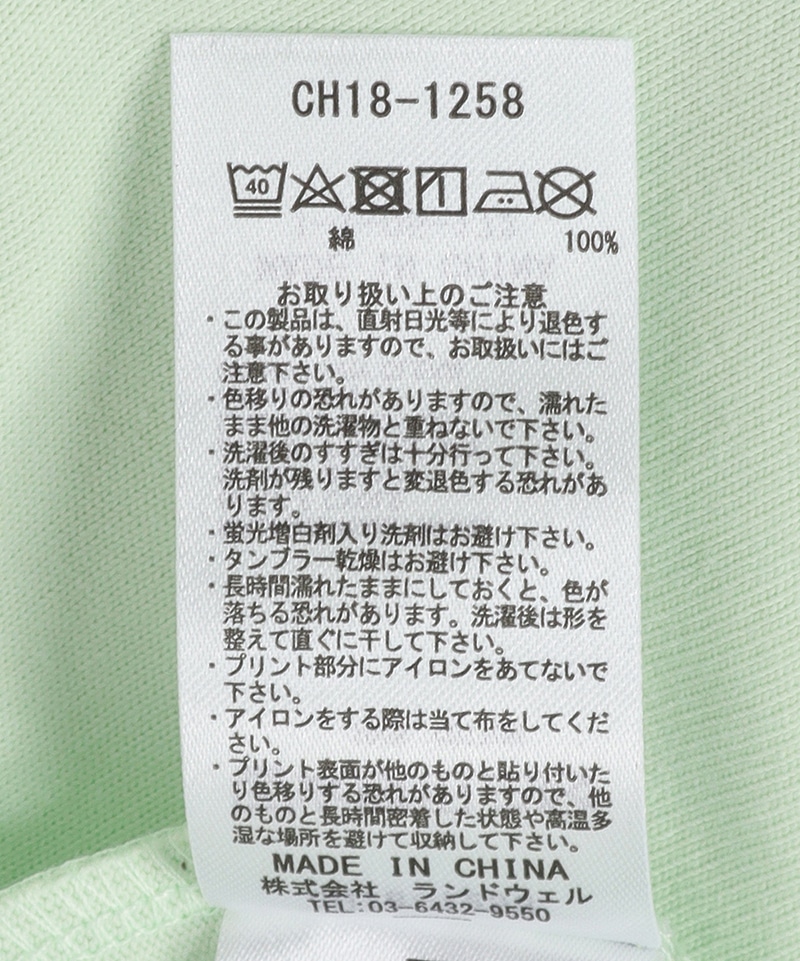 CH18-1258
40
綿 100%
お取り扱い上のご注意
・この製品は、直射日光等により退色す
る事がありますので、お取扱いにはご
注意下さい。
・色移りの恐れがありますので、濡れた
まま他の洗濯物と重ねないで下さい。
・洗濯後のすすぎは十分行って下さい。
洗剤が残りますと変退色する恐れがあ
ります。
・蛍光増白剤入り洗剤はお避け下さい。
・タンブラー乾燥はお避け下さい。
・長時間濡れたままにしておくと、色が
落ちる恐れがあります。洗濯後は形を
整えて直ぐに干して下さい。
・プリント部分にアイロンをあてないで
下さい。
・アイロンをする際は当て布をしてくだ
さい。
・プリント表面が他のものと貼り付いた
り色移りする恐れがありますので、他
のものと長時間密着した状態や高温多
湿な場所を避けて収納して下さい。
MADE IN CHINA
株式会社 ランドウェル
TEL:03-6432-9550